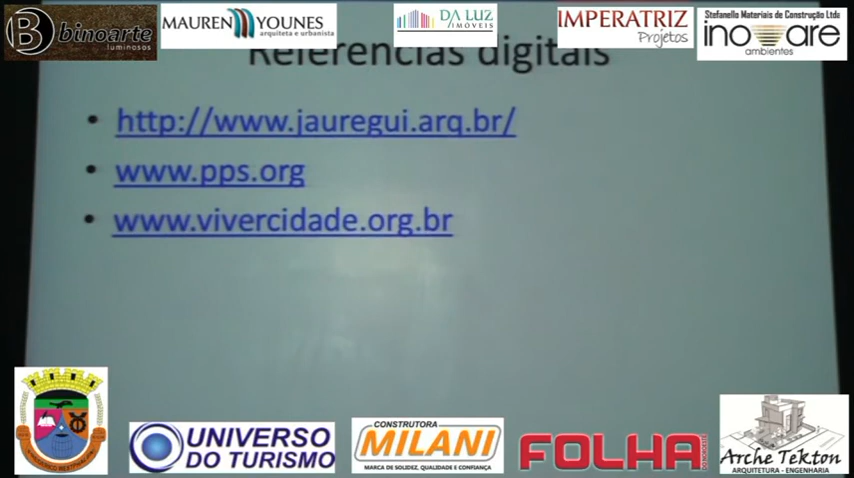 binoarte
luminosos
MAUREN YOUNES
arquiteta e urbanista
DA LUZ
IMÓVEIS
IMPERATRIZ
Projetos
Stefanello Materiais de Construção Ltda
inovare
ambientes
Referências digitais
• http://www.jauregui.arq.br/
• www.pps.org
• www.vivercidade.org.br
UNIVERSO
DO TURISMO
CONSTRUTORA
MILANI
MARCA DE SOLIDEZ, QUALIDADE E CONFIANÇA
FOLHA
Arche Tekton
ARQUITETURA - ENGENHARIA